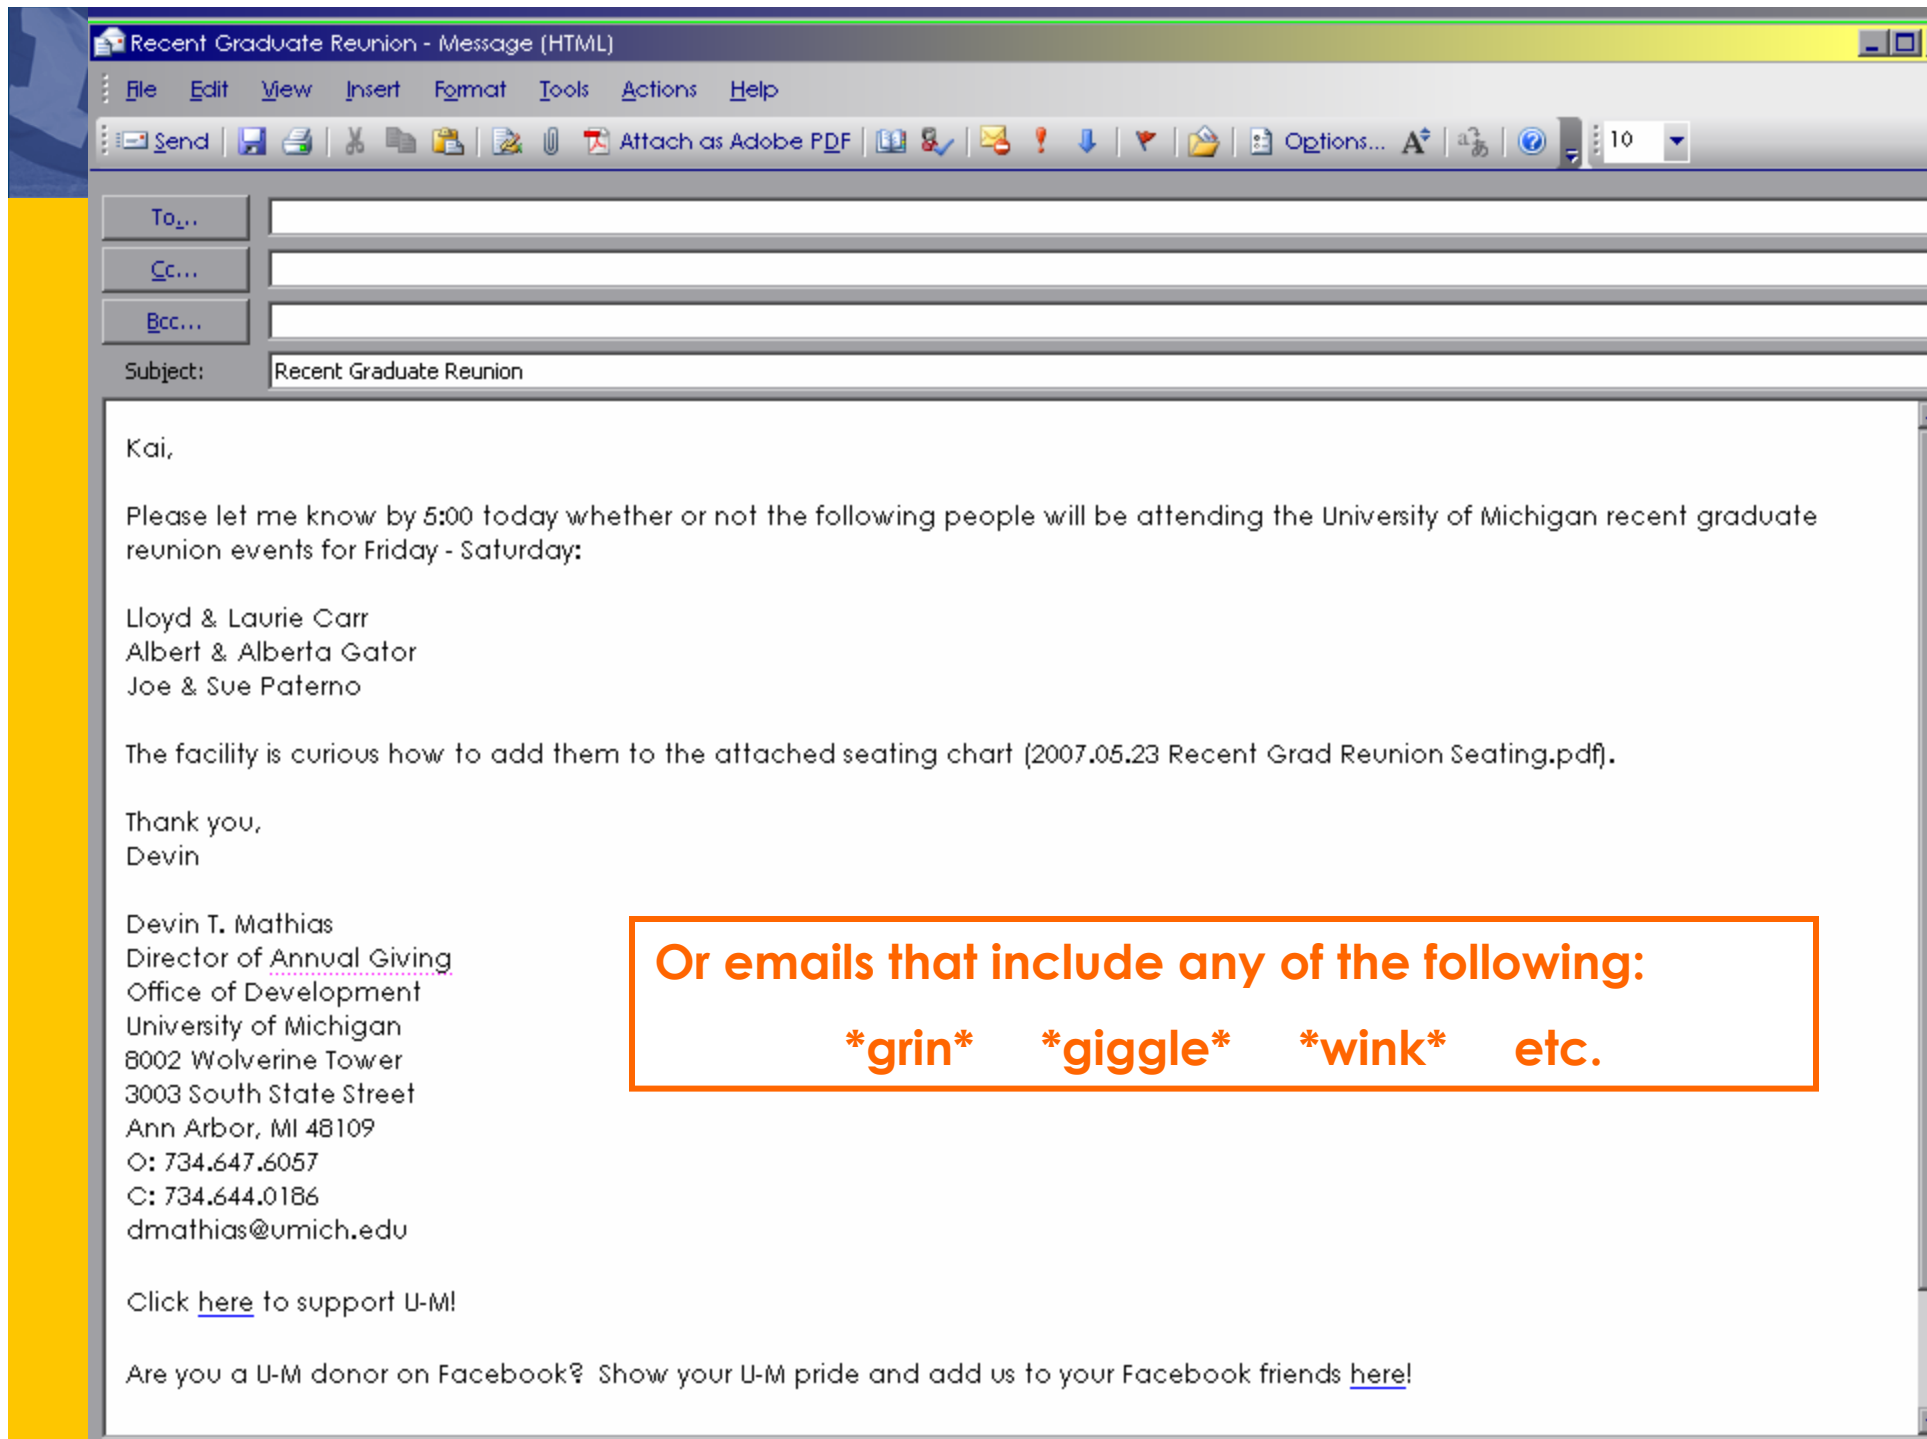 Recent Graduate Reunion - Message (HTML)
File Edit View Insert Format Tools Actions Help
Send Attach as Adobe PDF Options... 10
To...
Cc...
Bcc...
Subject: Recent Graduate Reunion
Kai,
Please let me know by 5:00 today whether or not the following people will be attending the University of Michigan recent graduate
reunion events for Friday - Saturday:
Lloyd & Laurie Carr
Albert & Alberta Gator
Joe & Sue Paterno
The facility is curious how to add them to the attached seating chart (2007.05.23 Recent Grad Reunion Seating.pdf).
Thank you,
Devin
Devin T. Mathias
Director of Annual Giving
Office of Development
University of Michigan
8002 Wolverine Tower
3003 South State Street
Ann Arbor, MI 48109
O: 734.647.6057
C: 734.644.0186
dmathias@umich.edu
Or emails that include any of the following:
*grin* *giggle* *wink* etc.
Click here to support U-M!
Are you a U-M donor on Facebook? Show your U-M pride and add us to your Facebook friends here!